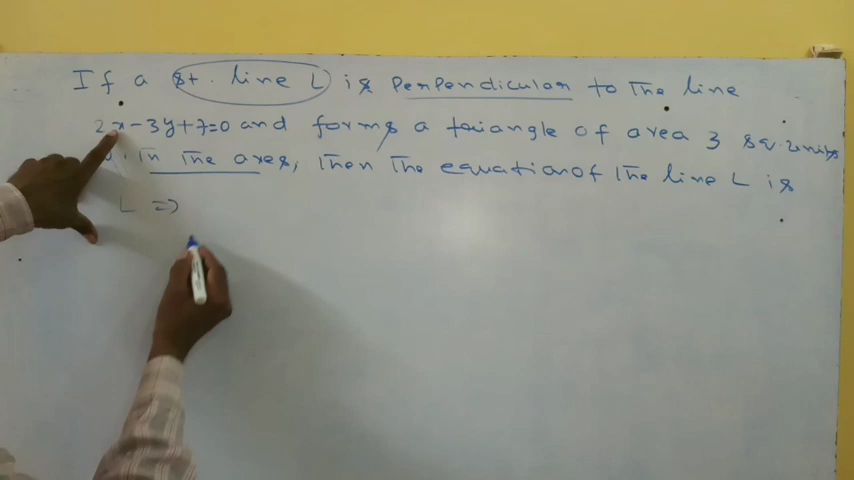 If a st. line L is perpendicular to the line
2x-3y+7=0 and forms a triangle of area 3 sq. units
in the axes, then the equation of the line L is
L ⇒